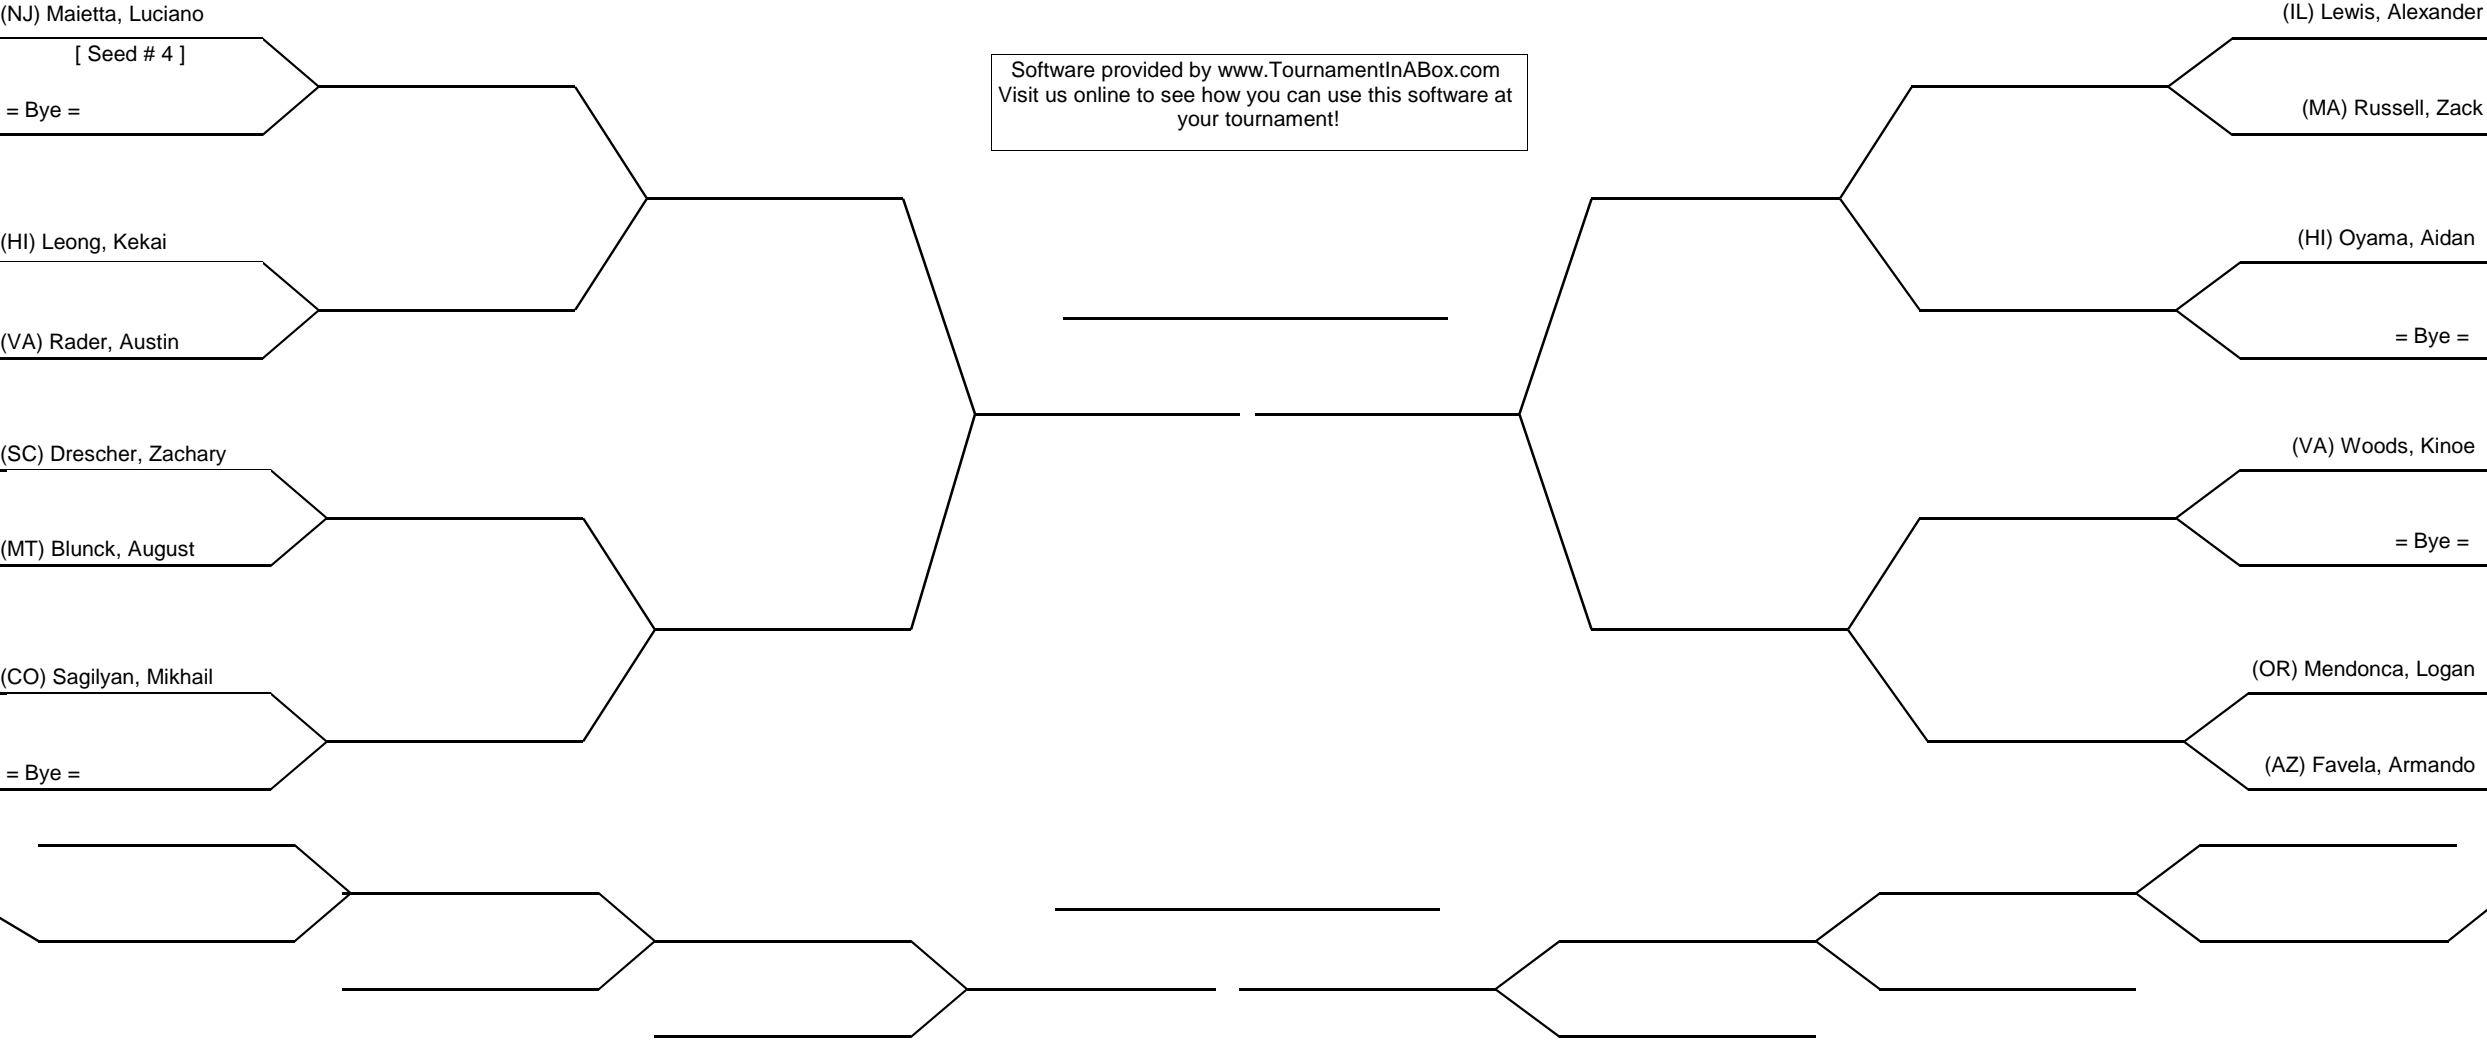 (NJ) Maietta, Luciano
[ Seed # 4 ]
= Bye =
(HI) Leong, Kekai
(VA) Rader, Austin
(SC) Drescher, Zachary
(MT) Blunck, August
(CO) Sagilyan, Mikhail
= Bye =
Software provided by www.TournamentInABox.com
Visit us online to see how you can use this software at
your tournament!
(IL) Lewis, Alexander
(MA) Russell, Zack
(HI) Oyama, Aidan
= Bye =
(VA) Woods, Kinoe
= Bye =
(OR) Mendonca, Logan
(AZ) Favela, Armando